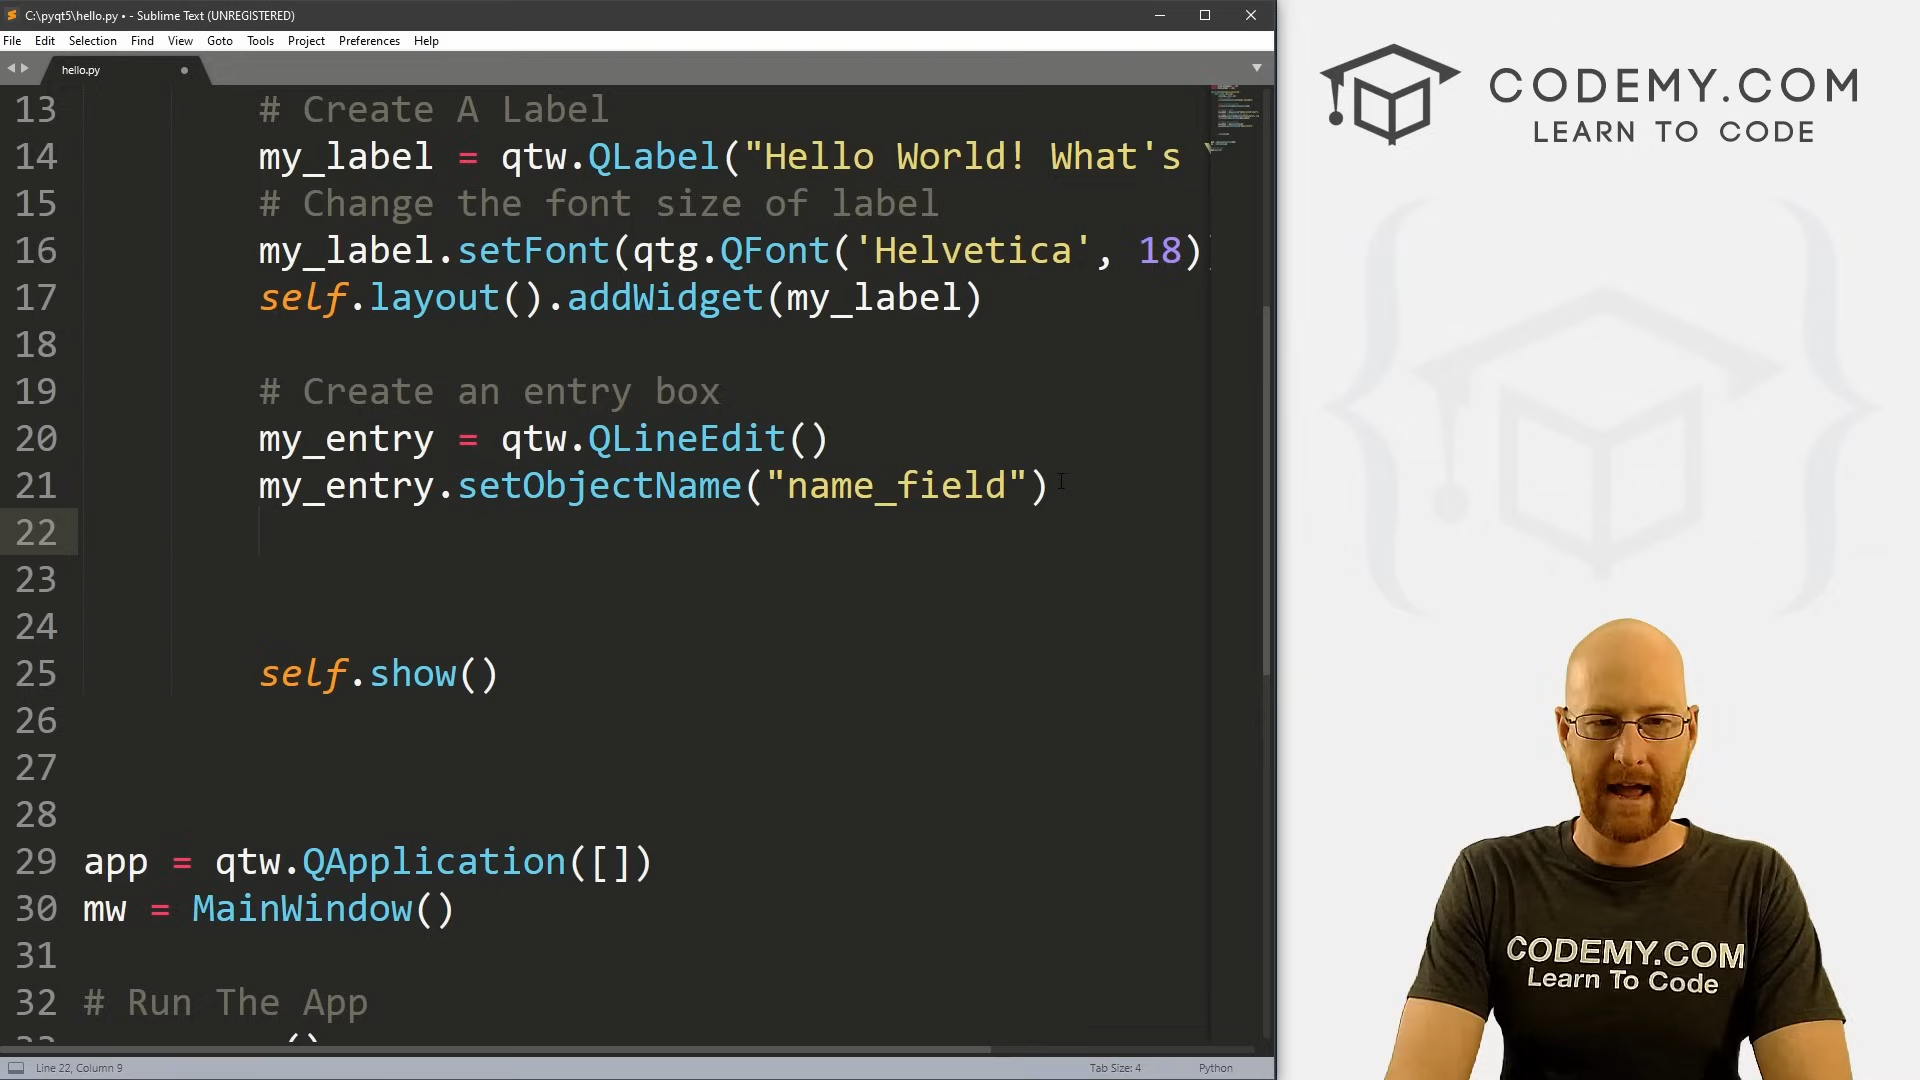 C:\pyqt5\hello.py • - Sublime Text (UNREGISTERED)
File Edit Selection Find View Goto Tools Project Preferences Help
hello.py
13 # Create A Label
14 my_label = qtw.QLabel("Hello World! What's
15 # Change the font size of label
16 my_label.setFont(qtg.QFont('Helvetica', 18)
17 self.layout().addWidget(my_label)
18
19 # Create an entry box
20 my_entry = qtw.QLineEdit()
21 my_entry.setObjectName("name_field")
22
23
24
25 self.show()
26
27
28
29 app = qtw.QApplication([])
30 mw = MainWindow()
31
32 # Run The App
Line 22, Column 9
Tab Size: 4
Python
CODEMY.COM
LEARN TO CODE
CODEMY.COM
Learn To Code